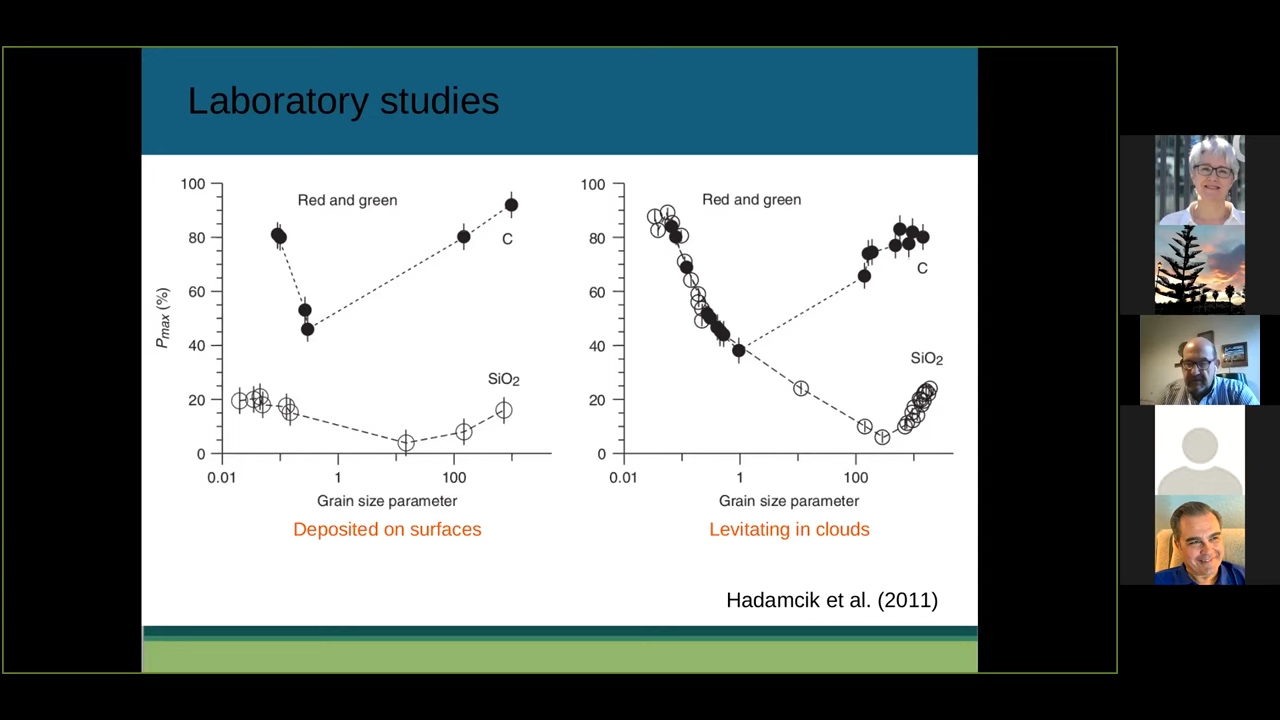 Laboratory studies
100
80
60
40
20
0
Pmax (%)
Red and green
C
SiO2
0.01
1
100
Grain size parameter
Deposited on surfaces
100
80
60
40
20
0
Red and green
C
SiO2
0.01
1
100
Grain size parameter
Levitating in clouds
Hadamcik et al. (2011)